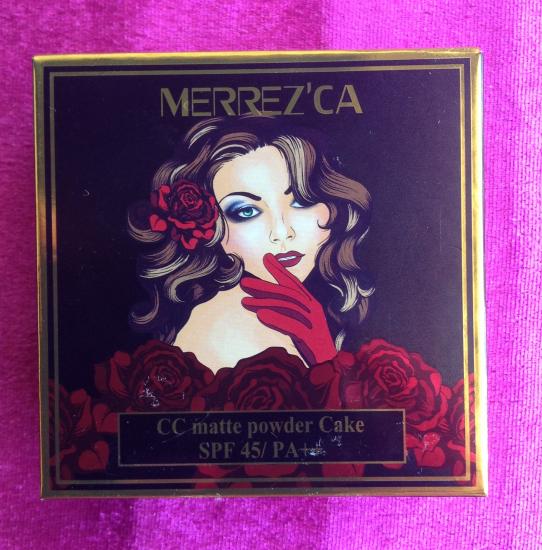 MERREZ'CA
CC matte powder Cake
SPF 45/ PA++